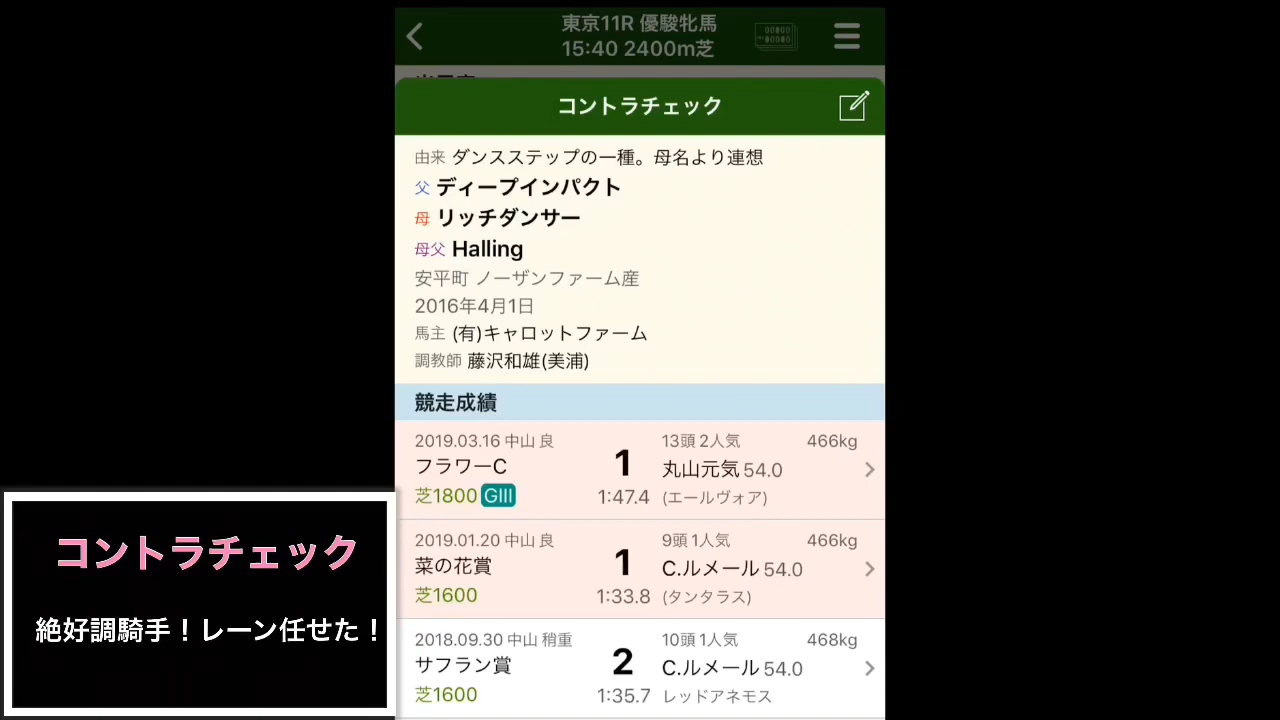 東京11R 優駿牝馬
15:40 2400m芝
コントラチェック
由来 ダンスステップの一種。母名より連想
父 ディープインパクト
母 リッチダンサー
母父 Halling
安平町 ノーザンファーム産
2016年4月1日
馬主 (有)キャロットファーム
調教師 藤沢和雄(美浦)
競走成績
2019.03.16 中山 良 13頭 2人気 466kg
フラワーC 1 丸山元気 54.0
芝1800 GIII 1:47.4 (エールヴォア)
2019.01.20 中山 良 9頭 1人気 466kg
菜の花賞 1 C.ルメール 54.0
芝1600 1:33.8 (タンタラス)
2018.09.30 中山 稍重 10頭 1人気 468kg
サフラン賞 2 C.ルメール 54.0
芝1600 1:35.7 レッドアネモス
コントラチェック
絶好調騎手！レーン任せた！